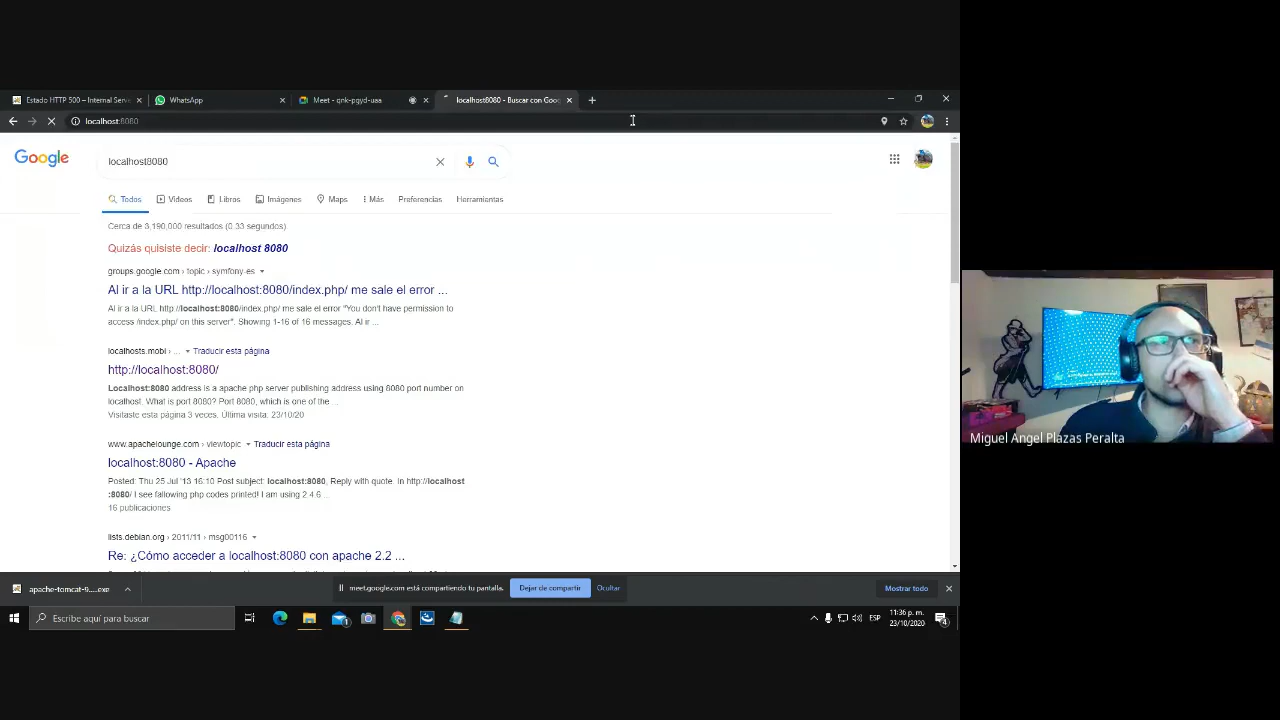 Estado HTTP 500 – Internal Serve
WhatsApp
Meet - qnk-pgyd-uaa
localhost8080 - Buscar con Goog
localhost:8080
Google
localhost8080
Todos
Videos
Libros
Imágenes
Maps
Más
Preferencias
Herramientas
Cerca de 3,190,000 resultados (0.33 segundos)
Quizás quisiste decir: localhost 8080
groups.google.com › topic › symfony-es
Al ir a la URL http://localhost:8080/index.php/ me sale el error ...
Al ir a la URL http://localhost:8080/index.php/ me sale el error "You don't have permission to
access /index.php/ on this server". Showing 1-16 of 16 messages. Al ir ...
localhosts.mobi › ... Traducir esta página
http://localhost:8080/
Localhost:8080 address is a apache php server publishing address using 8080 port number on
localhost. What is port 8080? Port 8080, which is one of the ...
Visitaste esta página 3 veces. Última visita: 23/10/20
www.apachelounge.com › viewtopic Traducir esta página
localhost:8080 - Apache
Posted: Thu 25 Jul '13 16:10 Post subject: localhost:8080, Reply with quote. In http://localhost
:8080/ I see fallowing php codes printed! I am using 2.4.6 ...
16 publicaciones
lists.debian.org › 2011/11 › msg00116
Re: ¿Cómo acceder a localhost:8080 con apache 2.2 ...
apache-tomcat-9....exe
meet.google.com está compartiendo tu pantalla.
Dejar de compartir
Ocultar
Mostrar todo
Escribe aquí para buscar
ESP
11:36 p. m.
23/10/2020
Miguel Angel Plazas Peralta